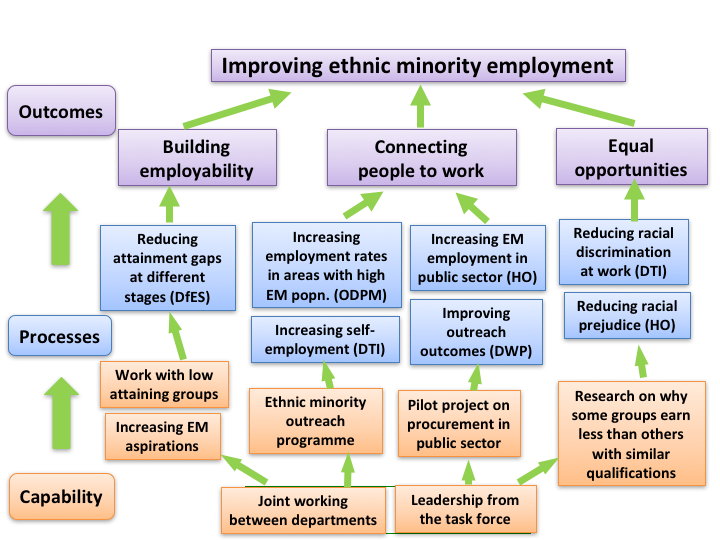 Improving ethnic minority employment
Outcomes
Building
employability
Connecting
people to work
Equal
opportunities
Reducing
attainment gaps
at different
stages (DfES)
Increasing
employment rates
in areas with high
EM popn. (ODPM)
Increasing EM
employment in
public sector (HO)
Reducing racial
discrimination
at work (DTI)
Processes
Increasing self-
employment (DTI)
Improving
outreach
outcomes (DWP)
Reducing racial
prejudice (HO)
Work with low
attaining groups
Increasing EM
aspirations
Ethnic minority
outreach
programme
Pilot project on
procurement in
public sector
Research on why
some groups earn
less than others
with similar
qualifications
Capability
Joint working
between departments
Leadership from
the task force